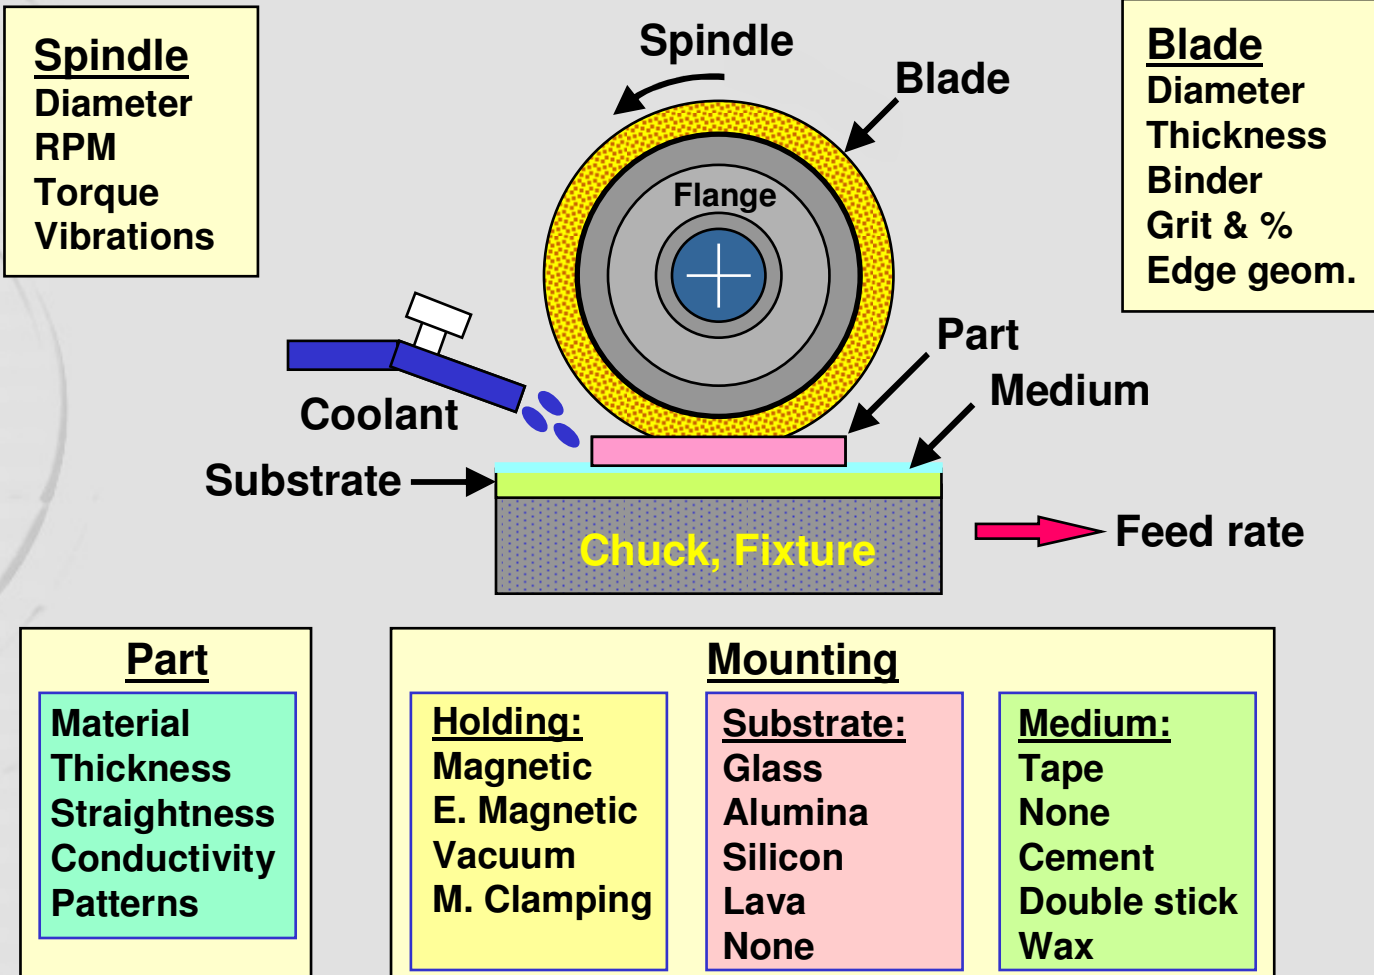 Spindle
Diameter
RPM
Torque
Vibrations
Spindle
Blade
Blade
Diameter
Thickness
Binder
Grit & %
Edge geom.
Flange
Part
Medium
Coolant
Substrate
Chuck, Fixture
Feed rate
Part
Material
Thickness
Straightness
Conductivity
Patterns
Mounting
Holding:
Magnetic
E. Magnetic
Vacuum
M. Clamping
Substrate:
Glass
Alumina
Silicon
Lava
None
Medium:
Tape
None
Cement
Double stick
Wax